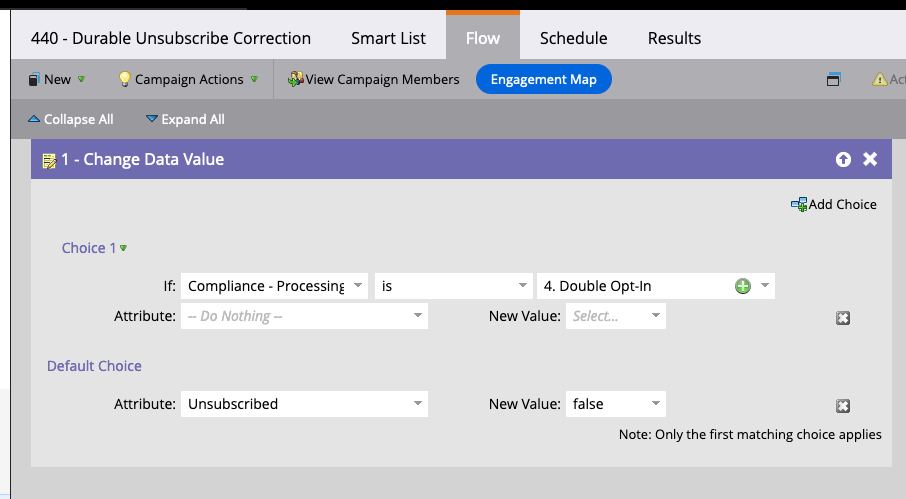 440 - Durable Unsubscribe Correction Smart List Flow Schedule Results
New Campaign Actions View Campaign Members Engagement Map Act
Collapse All Expand All
1 - Change Data Value
Add Choice
Choice 1
If: Compliance - Processing is 4. Double Opt-In
Attribute: -- Do Nothing -- New Value: Select...
Default Choice
Attribute: Unsubscribed New Value: false
Note: Only the first matching choice applies